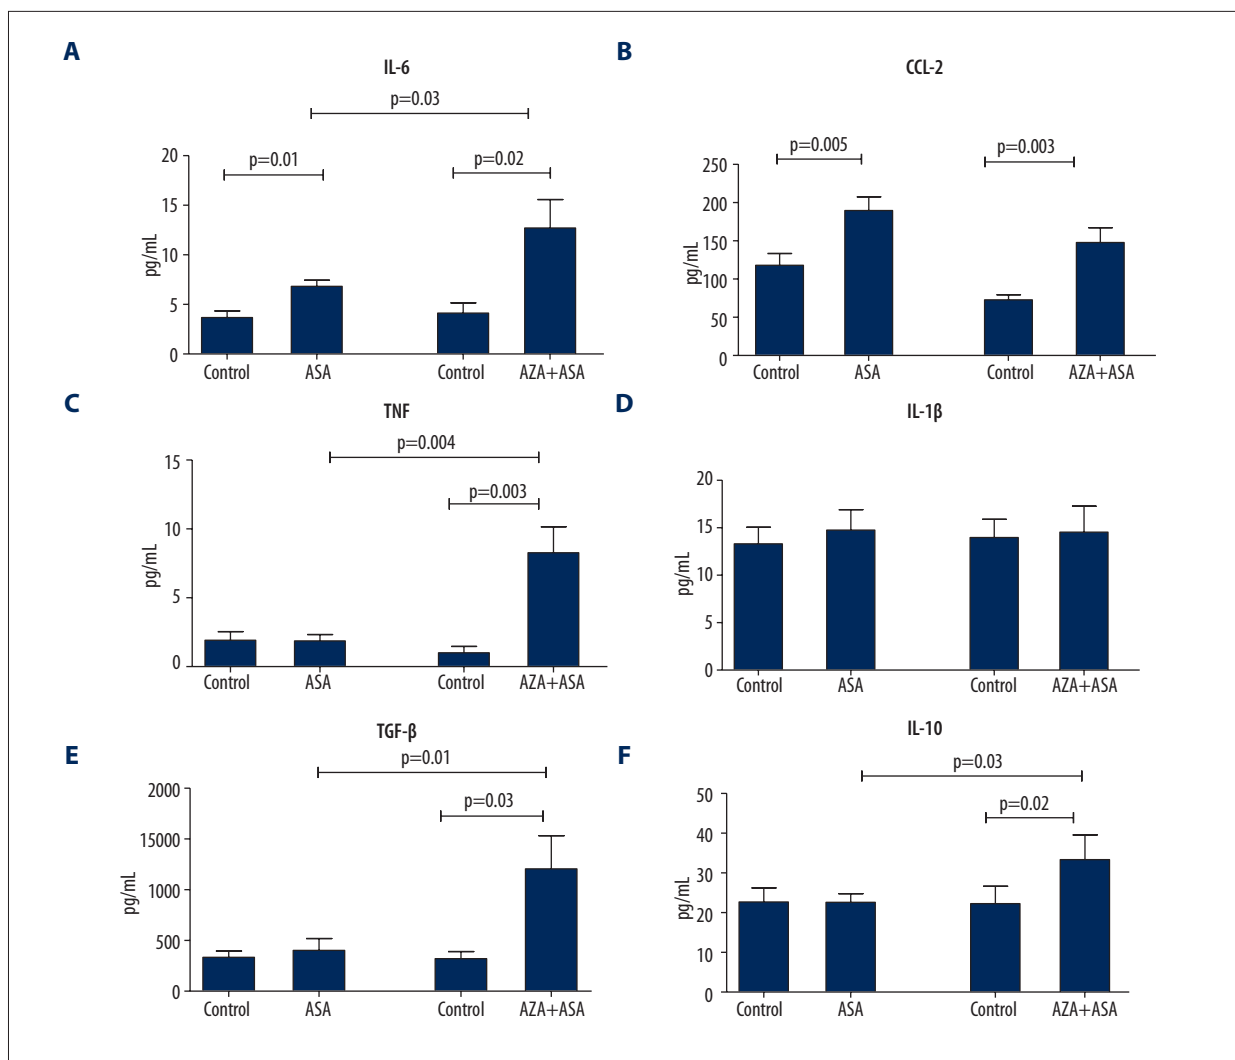 A
IL-6
p=0.03
p=0.01
p=0.02
20
15
10
5
0
pg/mL
Control
ASA
Control
AZA+ASA
B
CCL-2
p=0.005
p=0.003
250
200
150
100
50
0
pg/mL
Control
ASA
Control
AZA+ASA
C
TNF
p=0.004
p=0.003
15
10
5
0
pg/mL
Control
ASA
Control
AZA+ASA
D
IL-1β
20
15
10
5
0
pg/mL
Control
ASA
Control
AZA+ASA
E
TGF-β
p=0.01
p=0.03
2000
15000
1000
500
0
pg/mL
Control
ASA
Control
AZA+ASA
F
IL-10
p=0.03
p=0.02
50
40
30
20
10
0
pg/mL
Control
ASA
Control
AZA+ASA